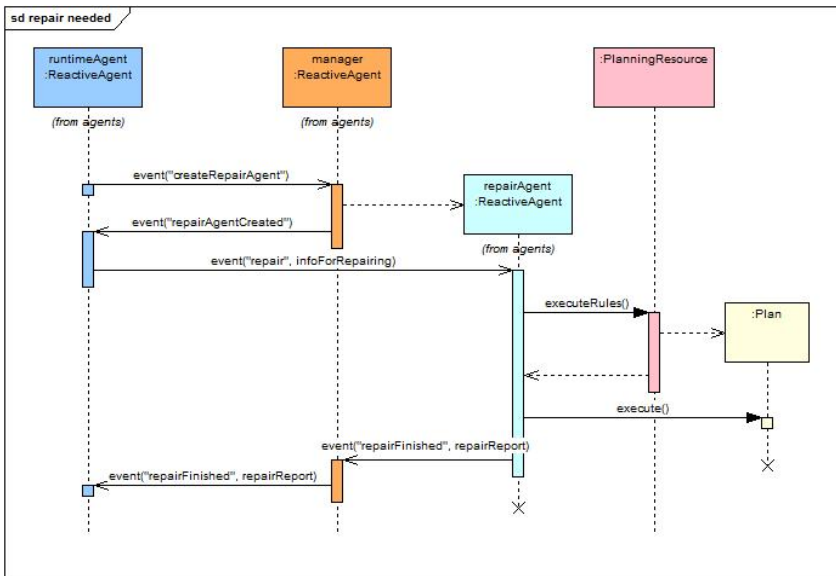 sd repair needed
runtimeAgent
:ReactiveAgent
(from agents)
manager
:ReactiveAgent
(from agents)
:PlanningResource
event("createRepairAgent")
repairAgent
:ReactiveAgent
(from agents)
event("repairAgentCreated")
event("repair", infoForRepairing)
executeRules()
:Plan
execute()
event("repairFinished", repairReport)
event("repairFinished", repairReport)